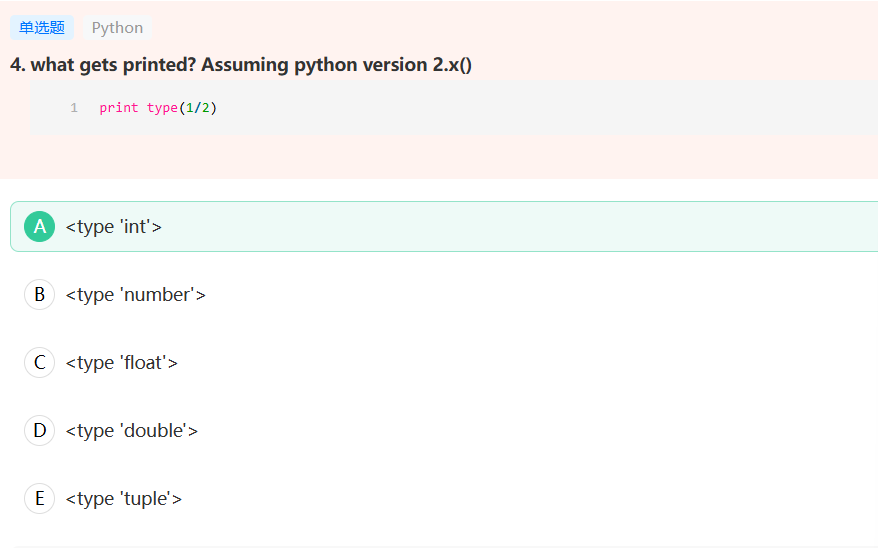 单选题 Python
4. what gets printed? Assuming python version 2.x()
1 print type(1/2)
A <type 'int'>
B <type 'number'>
C <type 'float'>
D <type 'double'>
E <type 'tuple'>